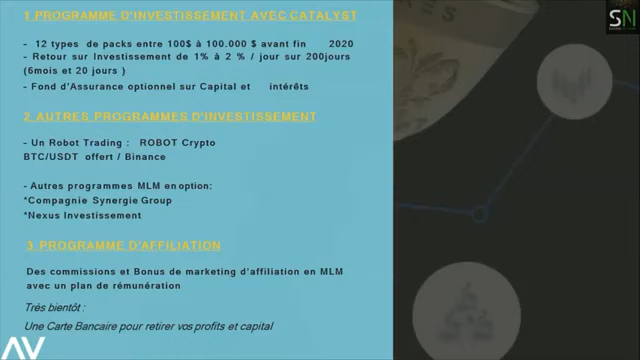 1 PROGRAMME D'INVESTISSEMENT AVEC CATALYST
- 12 types de packs entre 100$ à 100.000 $ avant fin 2020
- Retour sur Investissement de 1% à 2 % / jour sur 200jours
(6mois et 20 jours )
- Fond d'Assurance optionnel sur Capital et intérêts
2. AUTRES PROGRAMMES D'INVESTISSEMENT
- Un Robot Trading : ROBOT Crypto
BTC/USDT offert / Binance
- Autres programmes MLM en option:
*Compagnie Synergie Group
*Nexus Investissement
3. PROGRAMME D'AFFILIATION
Des commissions et Bonus de marketing d'affiliation en MLM
avec un plan de rémunération
Très bientôt :
Une Carte Bancaire pour retirer vos profits et capital
AV
SN